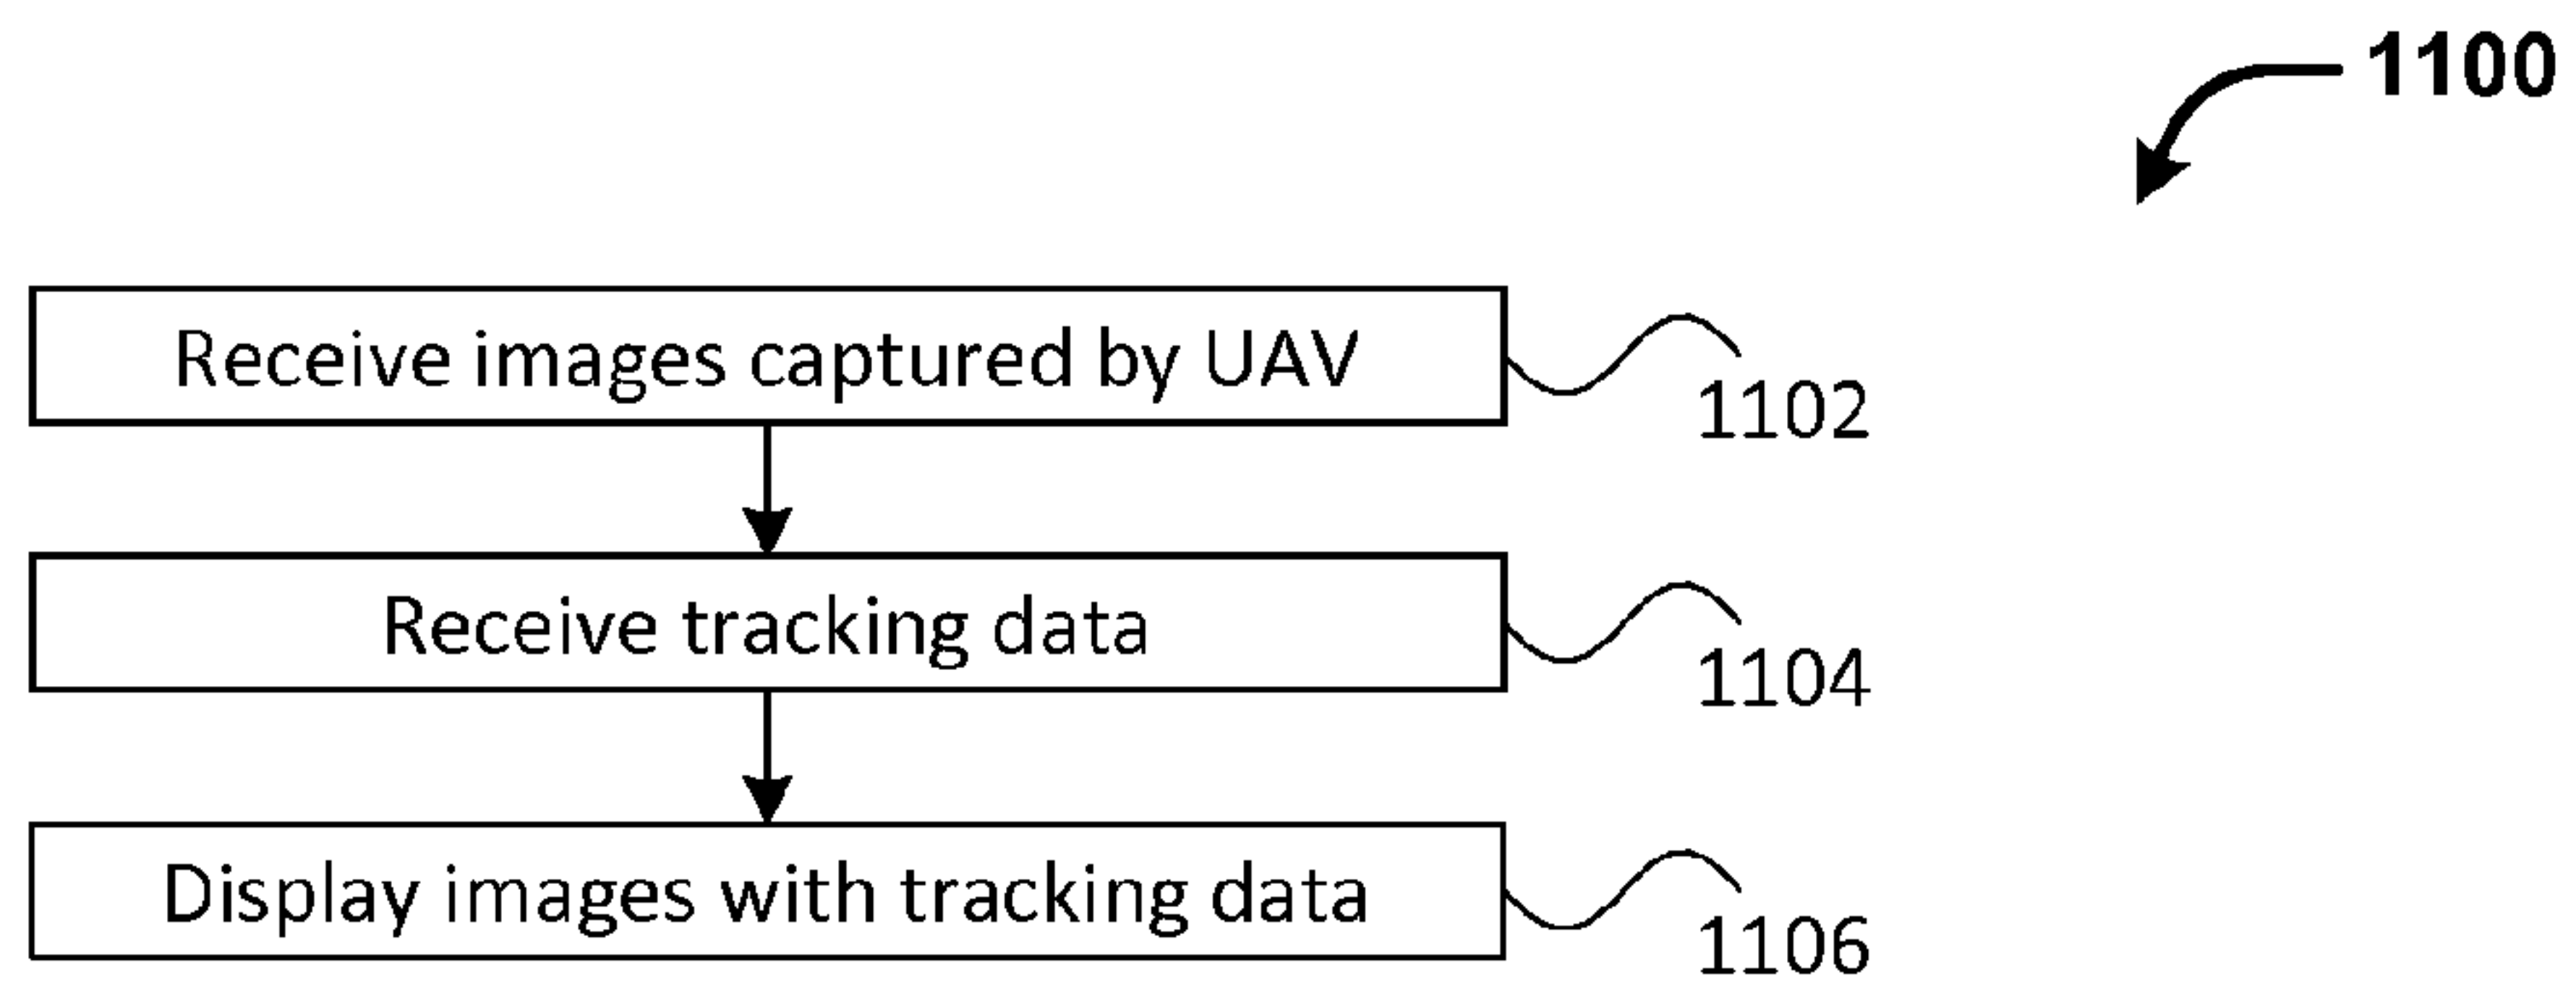 1100
Receive images captured by UAV
1102
Receive tracking data
1104
Display images with tracking data
1106